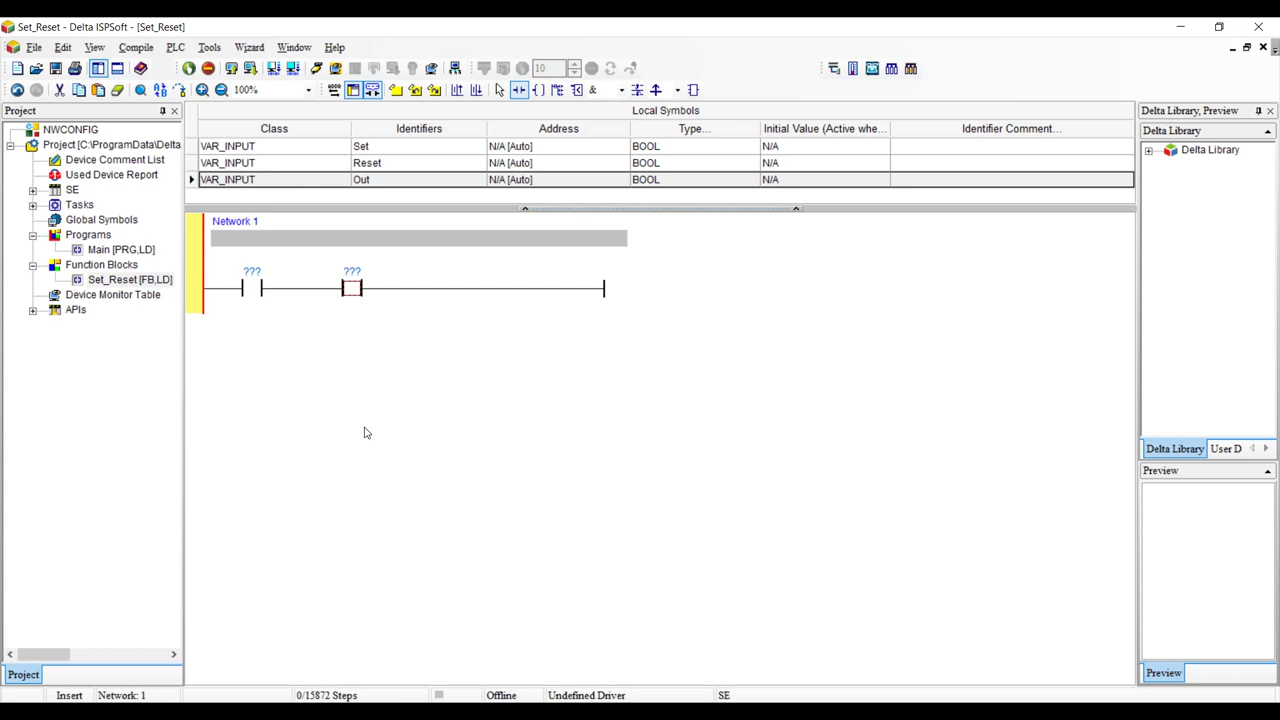 Set_Reset - Delta ISPSoft - [Set_Reset]
File Edit View Compile PLC Tools Wizard Window Help
10
100%
&
Project
NWCONFIG
Project [C:\ProgramData\Delta
Device Comment List
Used Device Report
SE
Tasks
Global Symbols
Programs
Main [PRG,LD]
Function Blocks
Set_Reset [FB,LD]
Device Monitor Table
APIs
Project
Local Symbols
Class Identifiers Address Type... Initial Value (Active whe... Identifier Comment...
VAR_INPUT Set N/A [Auto] BOOL N/A
VAR_INPUT Reset N/A [Auto] BOOL N/A
VAR_INPUT Out N/A [Auto] BOOL N/A
Network 1
??? ???
Delta Library, Preview
Delta Library
Delta Library
Delta Library User D
Preview
Preview
Insert Network: 1 0/15872 Steps Offline Undefined Driver SE